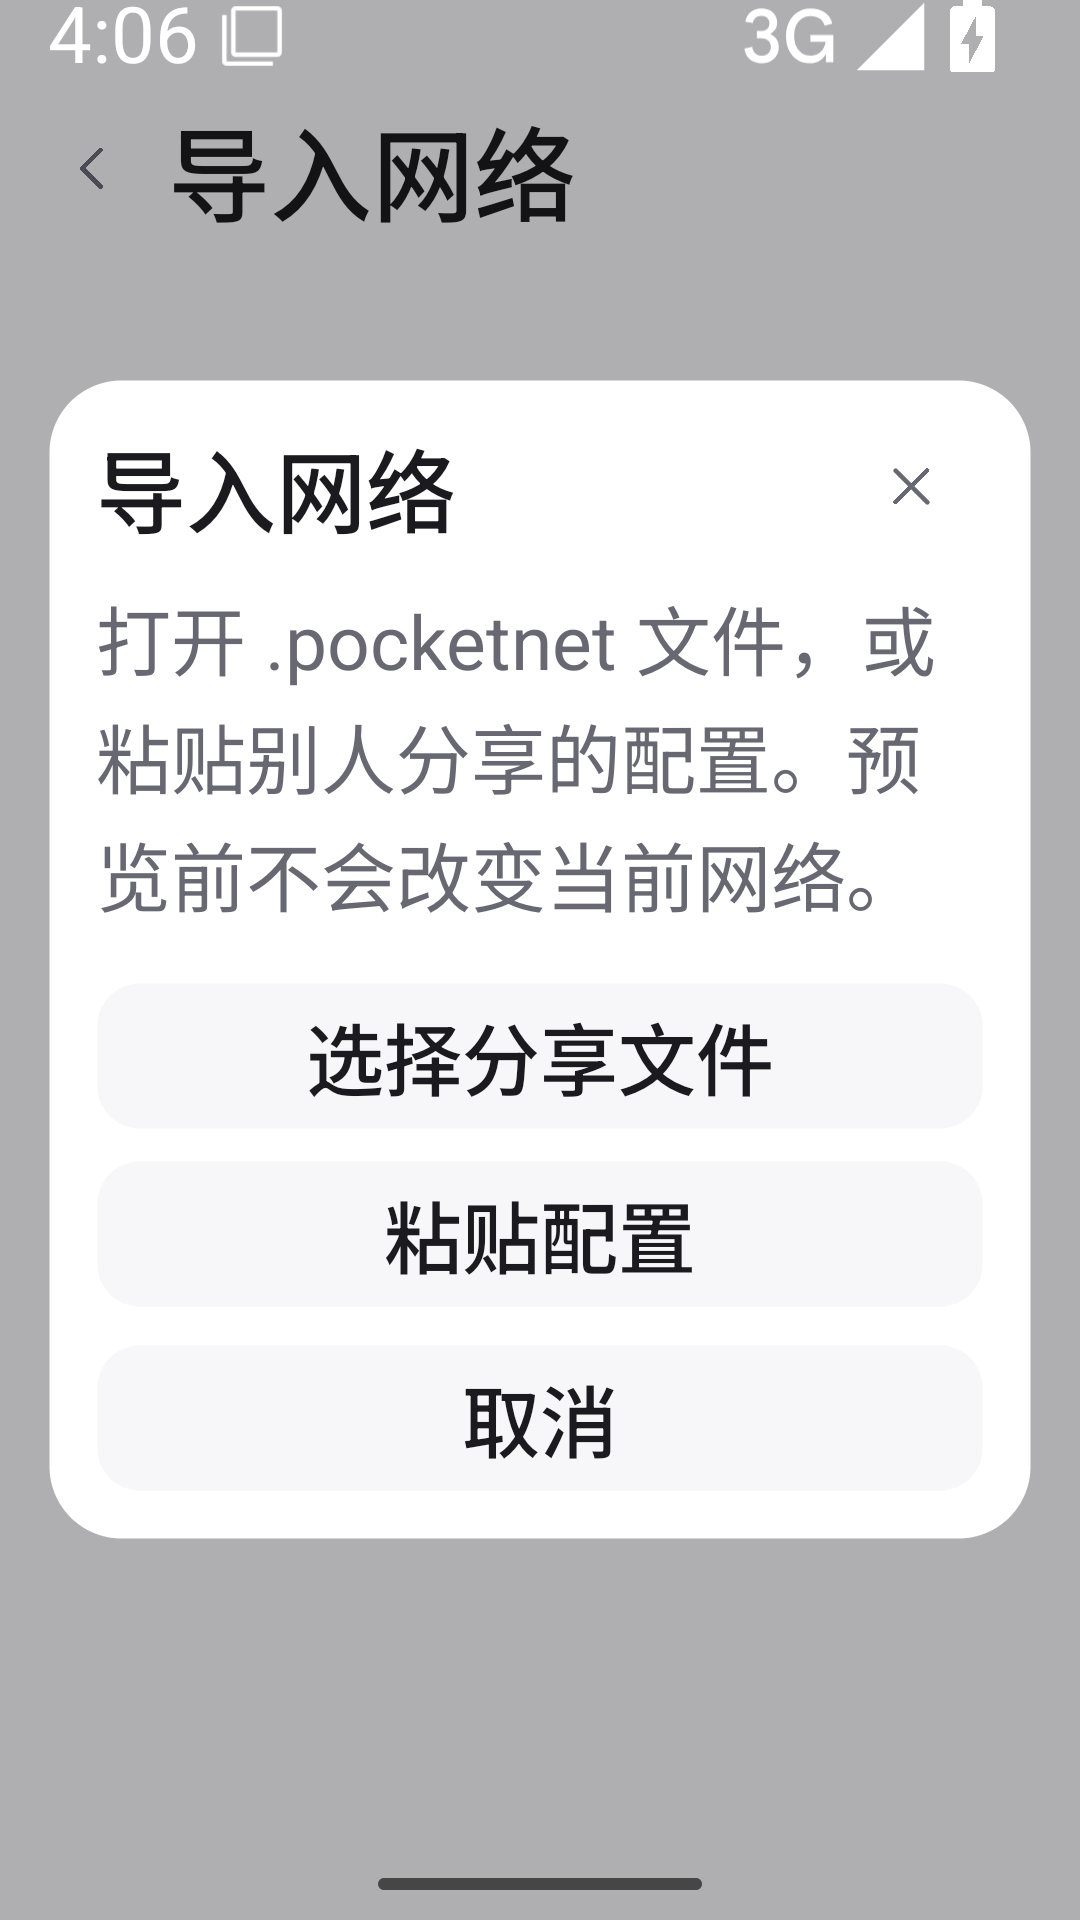 4:06
3G
导入网络
导入网络
打开 .pocketnet 文件，或
粘贴别人分享的配置。预
览前不会改变当前网络。
选择分享文件
粘贴配置
取消